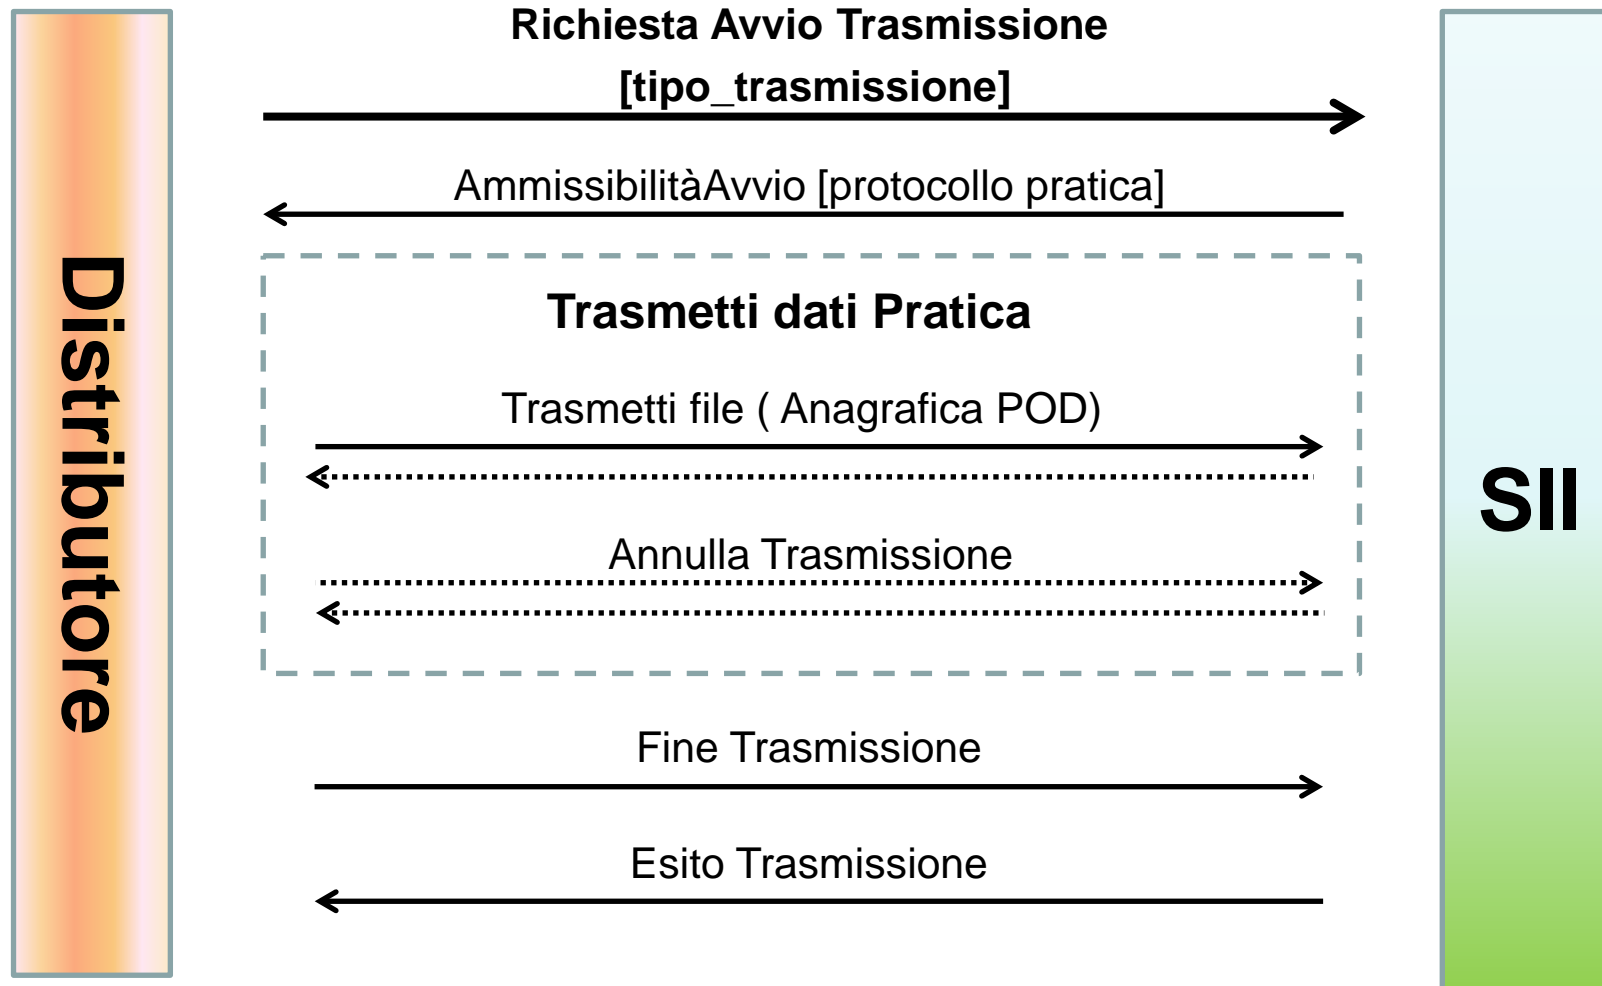 Richiesta Avvio Trasmissione
[tipo_trasmissione]
AmmissibilitàAvvio [protocollo pratica]
Trasmetti dati Pratica
Trasmetti file ( Anagrafica POD)
Annulla Trasmissione
Fine Trasmissione
Esito Trasmissione
Distributore
SII